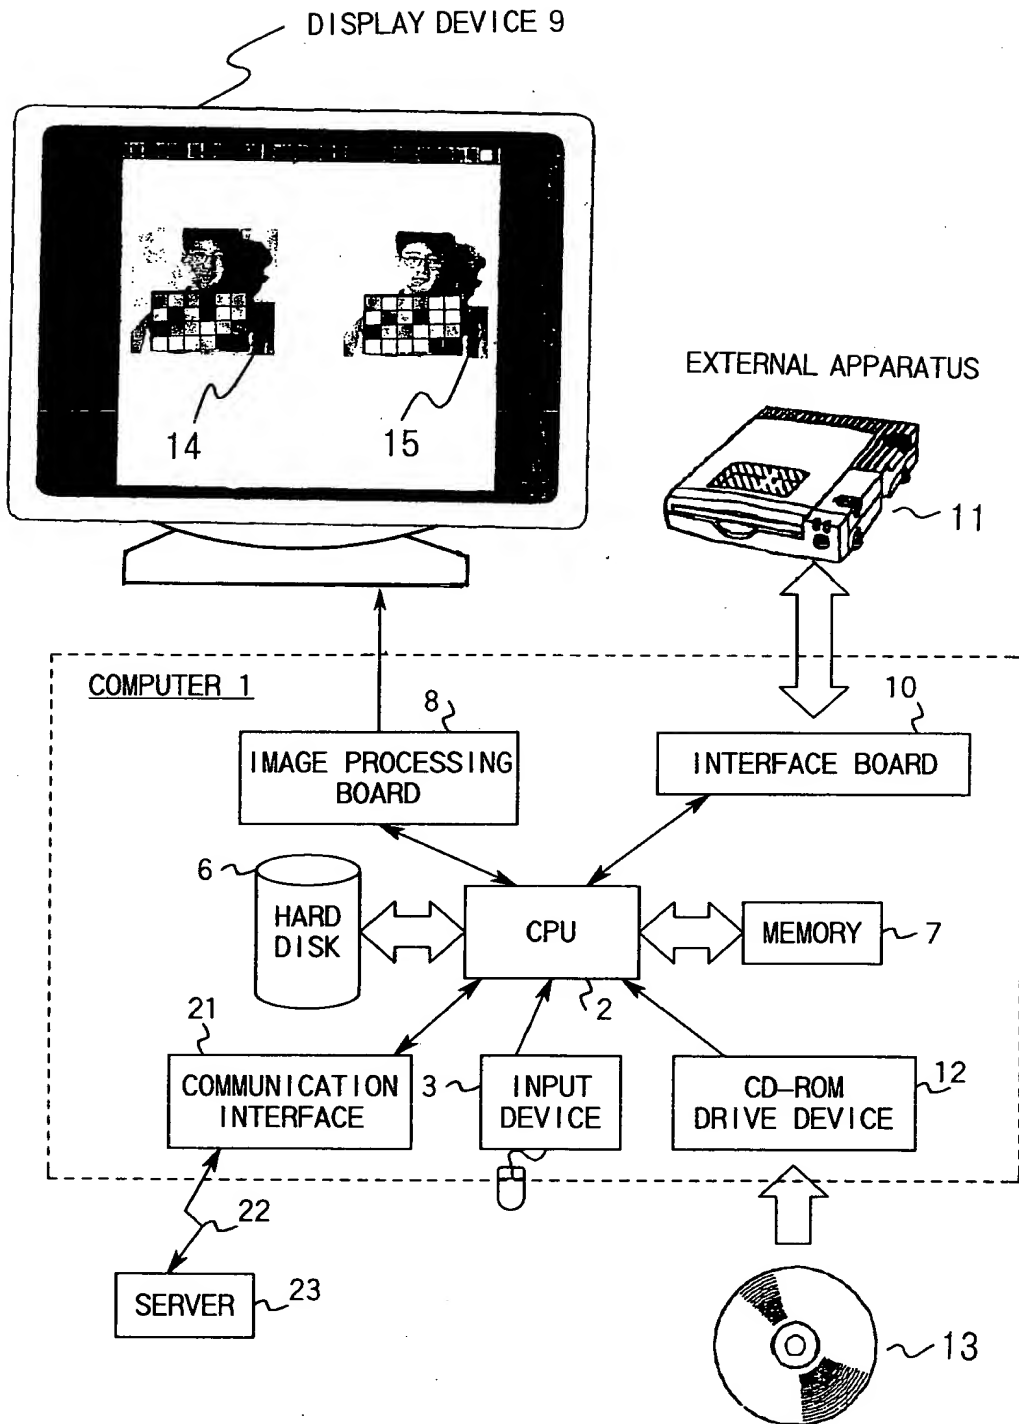 DISPLAY DEVICE 9
14
15
EXTERNAL APPARATUS
11
COMPUTER 1
8
IMAGE PROCESSING
BOARD
10
INTERFACE BOARD
6
HARD
DISK
CPU
2
MEMORY
7
21
COMMUNICATION
INTERFACE
3
INPUT
DEVICE
CD-ROM
DRIVE DEVICE
12
22
SERVER
23
13